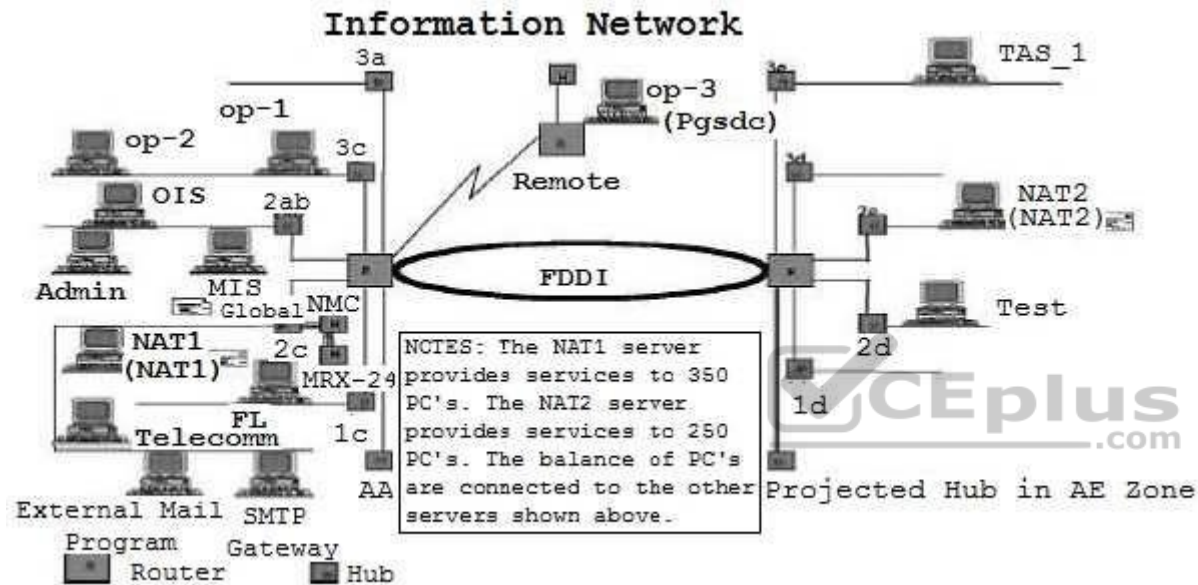 Information Network
3a
TAS_1
op-1
op-3
(Pgsdc)
op-2
3c
3d
Remote
OIS
2ab
NAT2
(NAT2)
Admin
MIS
Global
NMC
FDDI
Test
NAT1
(NAT1)
2c
MRX-24
2d
NOTES: The NAT1 server
provides services to 350
PC's. The NAT2 server
provides services to 250
PC's. The balance of PC's
are connected to the other
servers shown above.
1d
CEplus
.com
FL
Telecomm
1c
AA
Projected Hub in AE Zone
External Mail
Program
SMTP
Gateway
Router
Hub